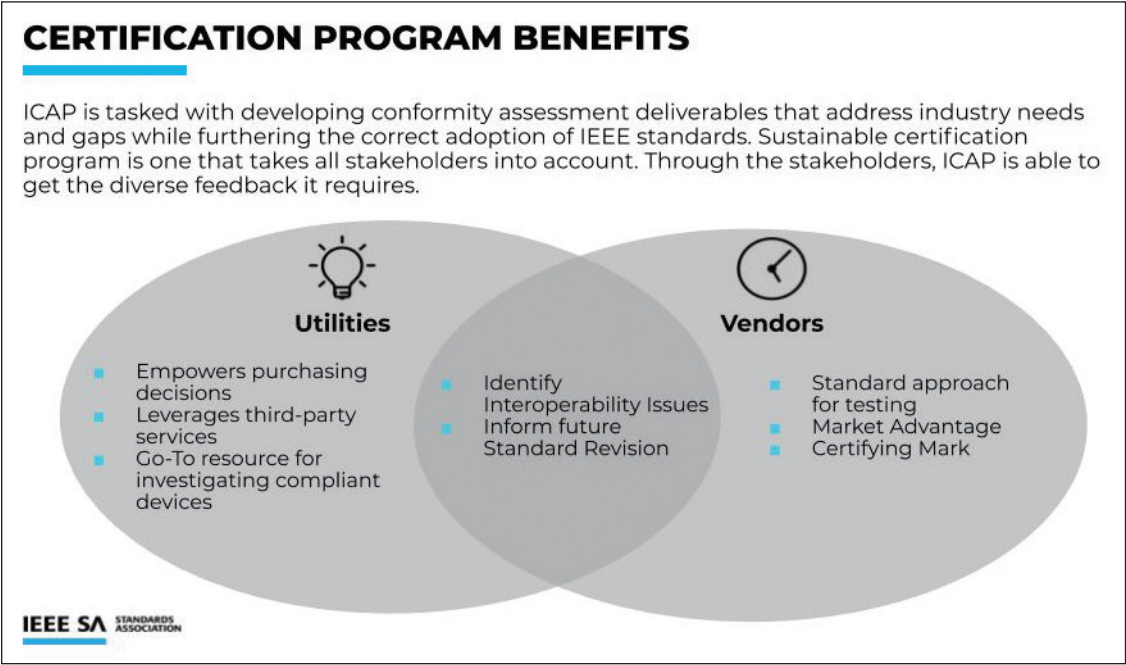 CERTIFICATION PROGRAM BENEFITS
ICAP is tasked with developing conformity assessment deliverables that address industry needs
and gaps while furthering the correct adoption of IEEE standards. Sustainable certification
program is one that takes all stakeholders into account. Through the stakeholders, ICAP is able to
get the diverse feedback it requires.
Utilities
Empowers purchasing
decisions
Leverages third-party
services
Go-To resource for
investigating compliant
devices
Identify
Interoperability Issues
Inform future
Standard Revision
Vendors
Standard approach
for testing
Market Advantage
Certifying Mark
IEEE SA STANDARDS
ASSOCIATION